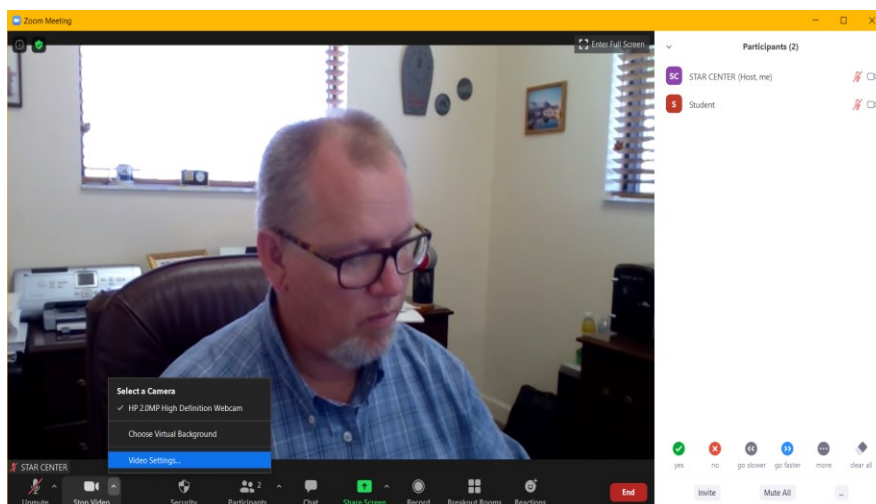 Zoom Meeting
Enter Full Screen
Participants (2)
SC STAR CENTER (Host, me)
S Student
Select a Camera
✓ HP 2.0MP High Definition Webcam
Choose Virtual Background
Video Settings...
STAR CENTER
Unmute Stop Video Security Participants 2 Chat Share Screen Record Breakout Rooms Reactions End
yes no go slower go faster more clear all
Invite Mute All ...